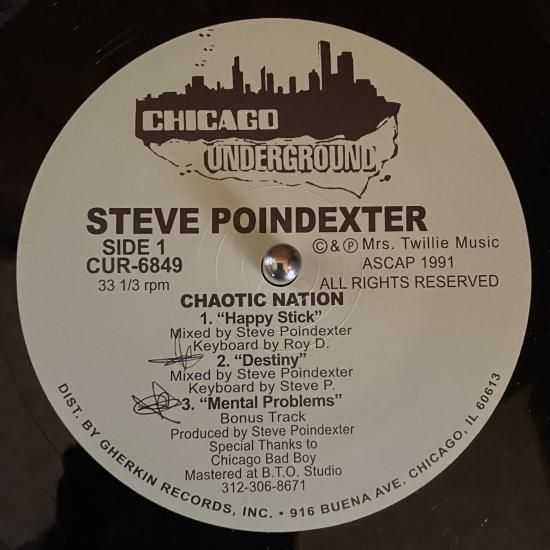 CHICAGO
UNDERGROUND
STEVE POINDEXTER
SIDE 1
CUR-6849
33 1/3 rpm
© & ℗ Mrs. Twillie Music
ASCAP 1991
ALL RIGHTS RESERVED
CHAOTIC NATION
1. “Happy Stick”
Mixed by Steve Poindexter
Keyboard by Roy D.
2. “Destiny”
Mixed by Steve Poindexter
Keyboard by Steve P.
3. “Mental Problems”
Bonus Track
Produced by Steve Poindexter
Special Thanks to
Chicago Bad Boy
Mastered at B.T.O. Studio
312-306-8671
DIST. BY GHERKIN RECORDS, INC. • 916 BUENA AVE. CHICAGO, IL 60613